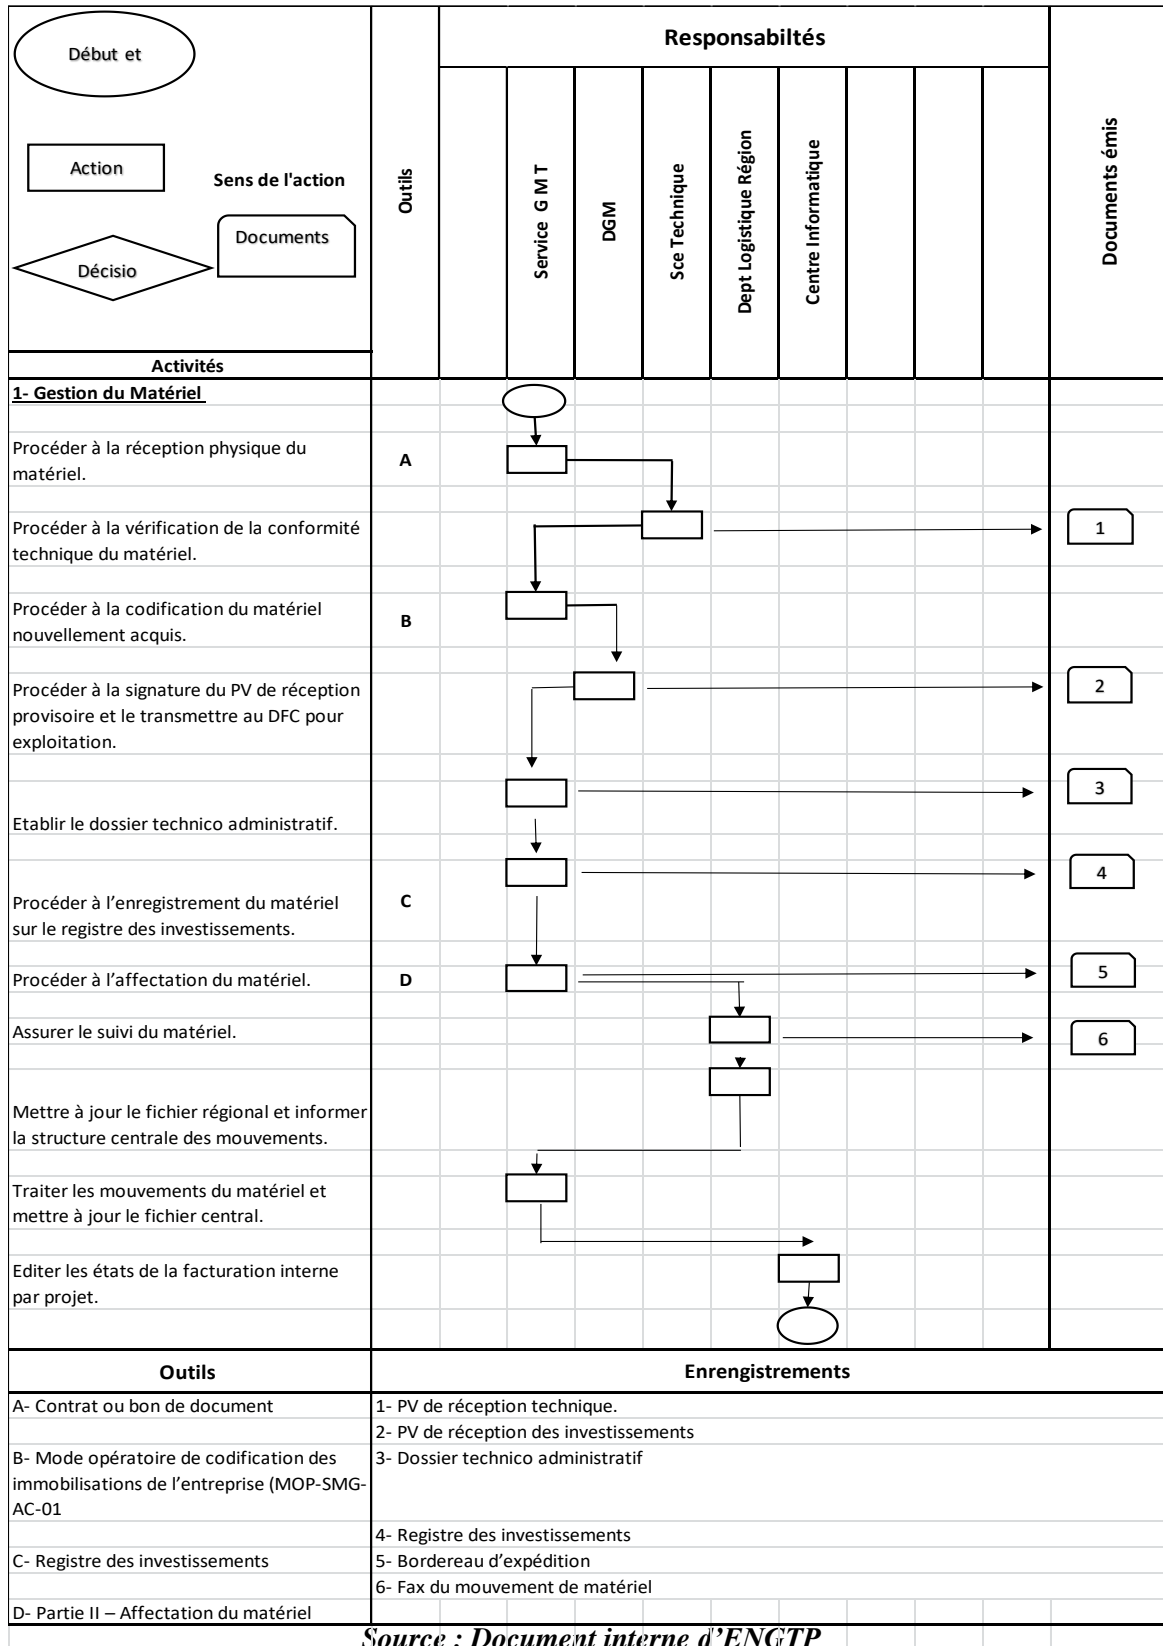 Début et
Action
Sens de l'action
Documents
Décisio
Activités
Outils
Responsabiltés
Service G M T
DGM
Sce Technique
Dept Logistique Région
Centre Informatique
Documents émis
1- Gestion du Matériel
Procéder à la réception physique du
matériel.
A
Procéder à la vérification de la conformité
technique du matériel.
1
Procéder à la codification du matériel
nouvellement acquis.
B
Procéder à la signature du PV de réception
provisoire et le transmettre au DFC pour
exploitation.
2
3
Etablir le dossier technico administratif.
4
Procéder à l’enregistrement du matériel
sur le registre des investissements.
C
Procéder à l’affectation du matériel.
D
5
Assurer le suivi du matériel.
6
Mettre à jour le fichier régional et informer
la structure centrale des mouvements.
Traiter les mouvements du matériel et
mettre à jour le fichier central.
Editer les états de la facturation interne
par projet.
Outils
Enrengistrements
A- Contrat ou bon de document
1- PV de réception technique.
2- PV de réception des investissements
B- Mode opératoire de codification des
immobilisations de l’entreprise (MOP-SMG-
AC-01
3- Dossier technico administratif
4- Registre des investissements
C- Registre des investissements
5- Bordereau d’expédition
6- Fax du mouvement de matériel
D- Partie II – Affectation du matériel
Source : Document interne d’ENGTP